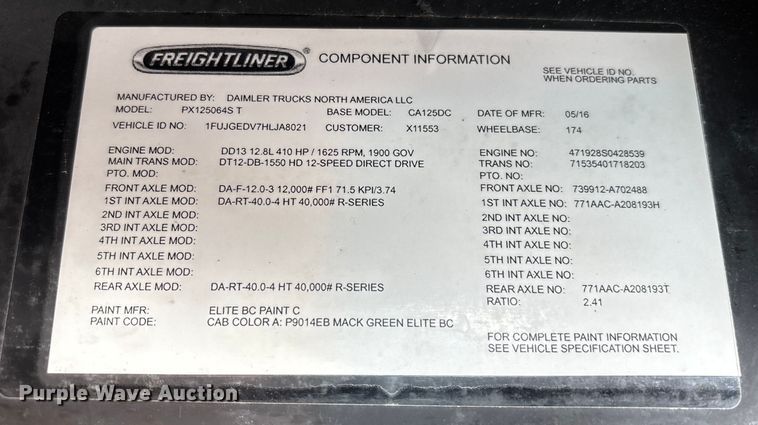 FREIGHTLINER ® COMPONENT INFORMATION
SEE VEHICLE ID NO.
WHEN ORDERING PARTS
MANUFACTURED BY: DAIMLER TRUCKS NORTH AMERICA LLC
MODEL: PX125064S T BASE MODEL: CA125DC DATE OF MFR: 05/16
VEHICLE ID NO: 1FUJGEDV7HLJA8021 CUSTOMER: X11553 WHEELBASE: 174
ENGINE MOD: DD13 12.8L 410 HP / 1625 RPM, 1900 GOV ENGINE NO: 471928S0428539
MAIN TRANS MOD: DT12-DB-1550 HD 12-SPEED DIRECT DRIVE TRANS NO: 71535401718203
PTO. MOD: PTO. NO:
FRONT AXLE MOD: DA-F-12.0-3 12,000# FF1 71.5 KPI/3.74 FRONT AXLE NO: 739912-A702488
1ST INT AXLE MOD: DA-RT-40.0-4 HT 40,000# R-SERIES 1ST INT AXLE NO: 771AAC-A208193H
2ND INT AXLE MOD: 2ND INT AXLE NO:
3RD INT AXLE MOD: 3RD INT AXLE NO:
4TH INT AXLE MOD: 4TH INT AXLE NO:
5TH INT AXLE MOD: 5TH INT AXLE NO:
6TH INT AXLE MOD: 6TH INT AXLE NO:
REAR AXLE MOD: DA-RT-40.0-4 HT 40,000# R-SERIES REAR AXLE NO: 771AAC-A208193T
RATIO: 2.41
PAINT MFR: ELITE BC PAINT C
PAINT CODE: CAB COLOR A: P9014EB MACK GREEN ELITE BC
FOR COMPLETE PAINT INFORMATION
SEE VEHICLE SPECIFICATION SHEET.
Purple Wave Auction